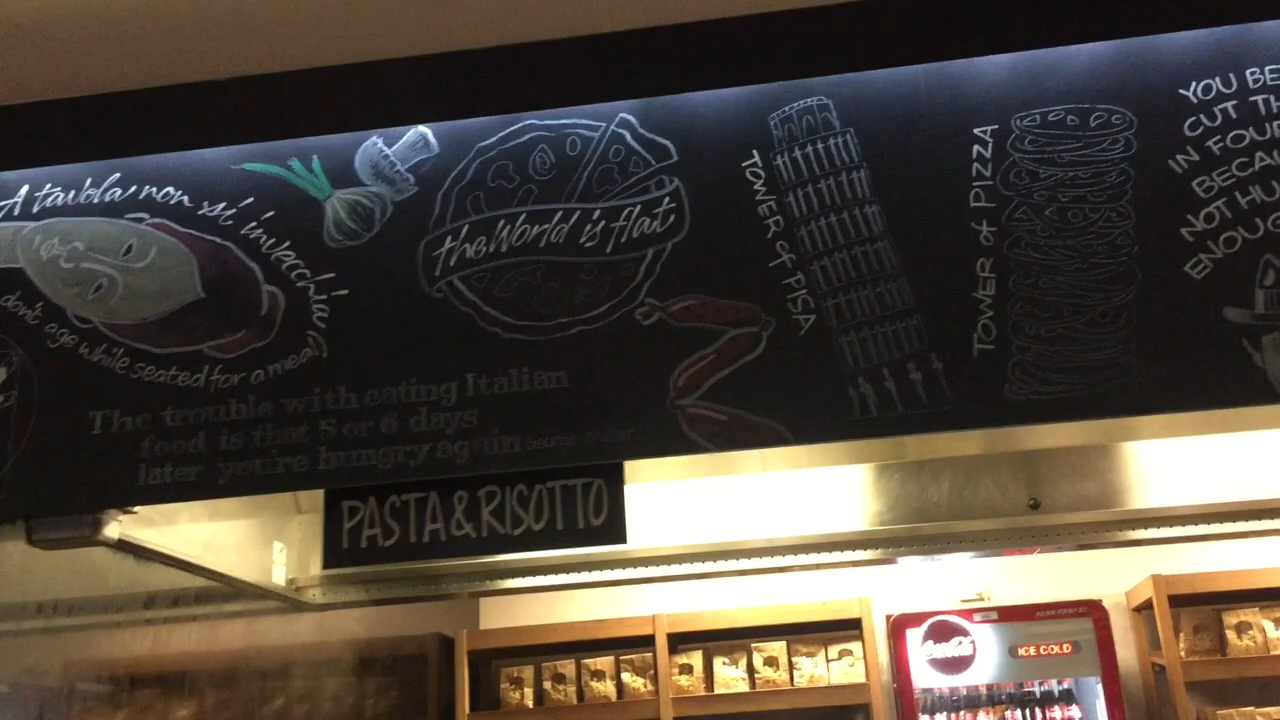 A tavola non si invecchia
don't age while seated for a meal
the World is flat
TOWER of PISA
TOWER of PIZZA
YOU BE
CUT TH
IN FOUR
BECA
NOT HU
ENOUG
The trouble with eating Italian
food is that 5 or 6 days
later you're hungry again George Miller
PASTA & RISOTTO
Coca-Cola
ICE COLD